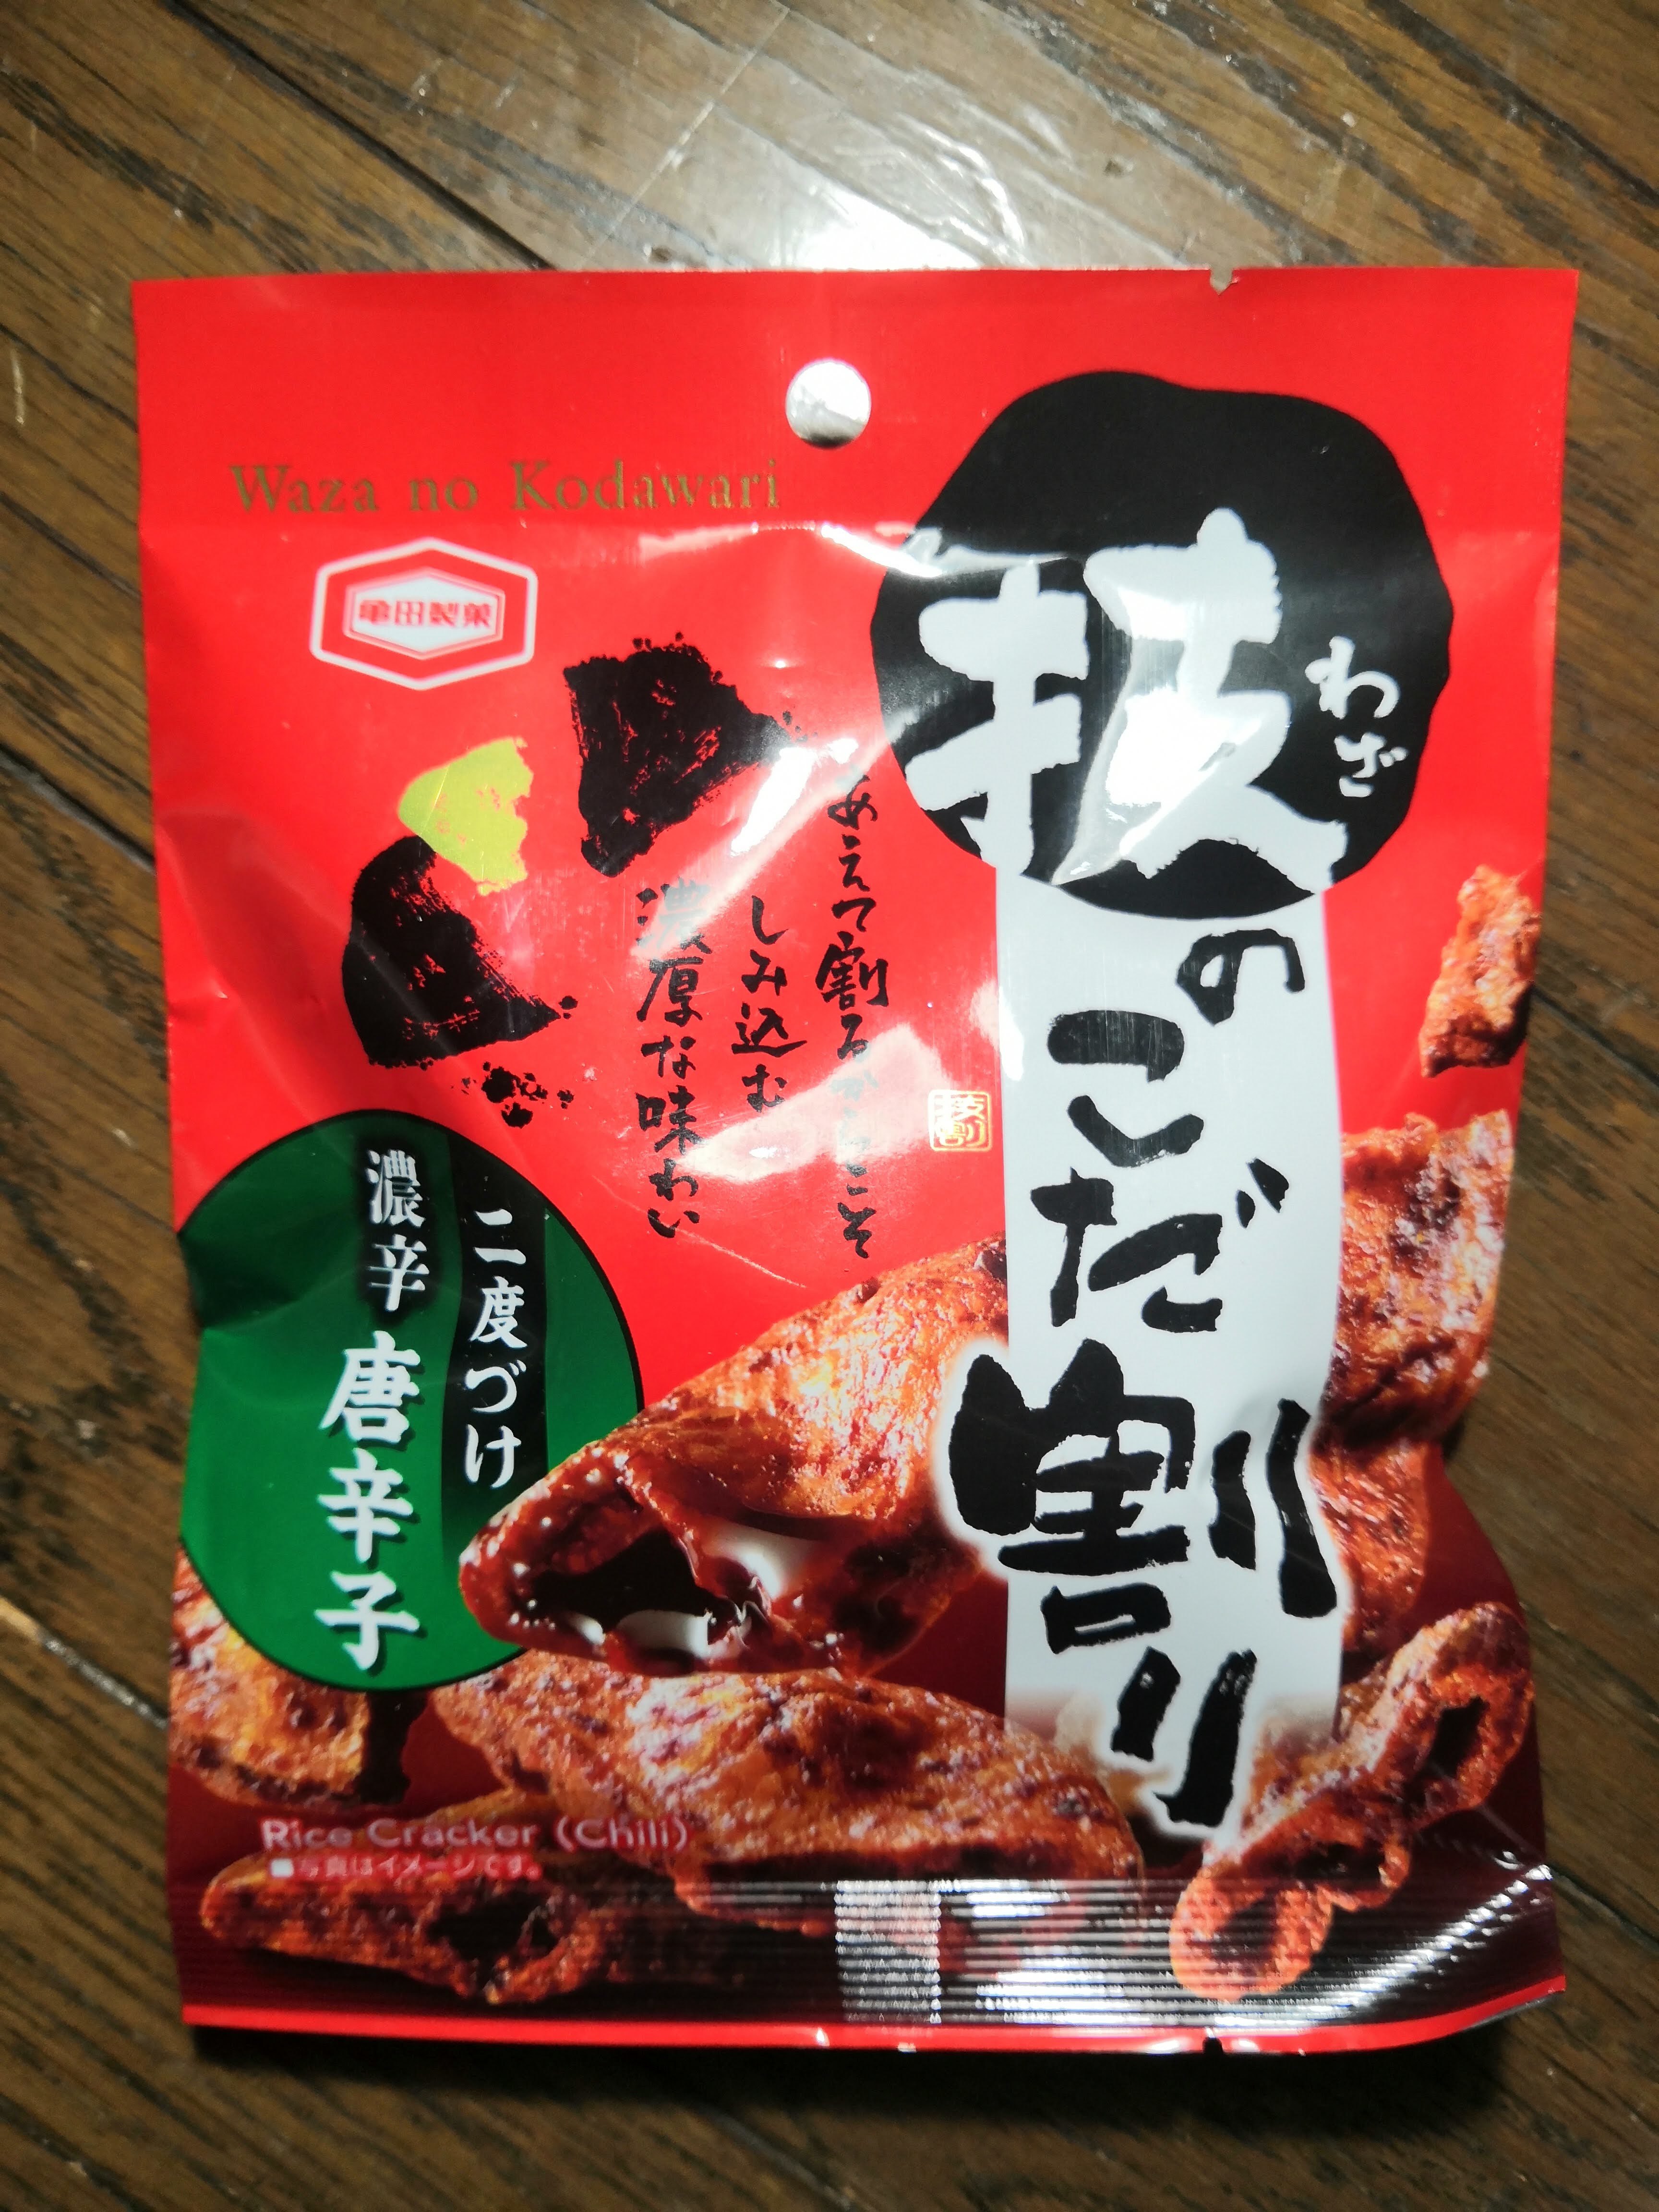 Waza no Kodawari
亀田製菓
技のこだ割り
わざ
あえて割るからこそ
しみ込む
濃厚な味わい
技割
二度づけ
濃辛 唐辛子
Rice Cracker (Chili)
■写真はイメージです。